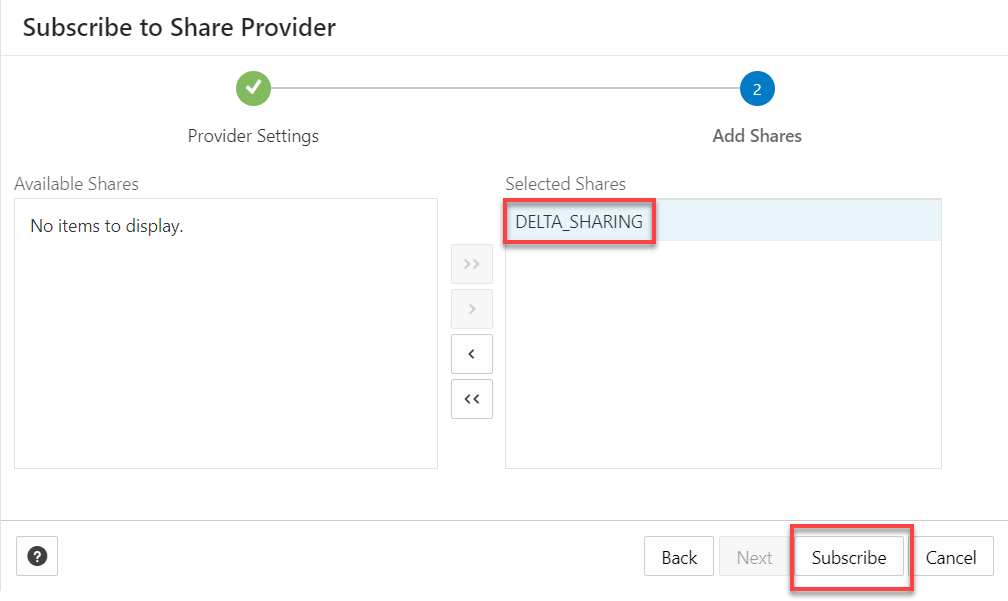 Subscribe to Share Provider
2
Provider Settings
Add Shares
Available Shares
Selected Shares
No items to display.
DELTA_SHARING
>>
>
<
<<
?
Back
Next
Subscribe
Cancel